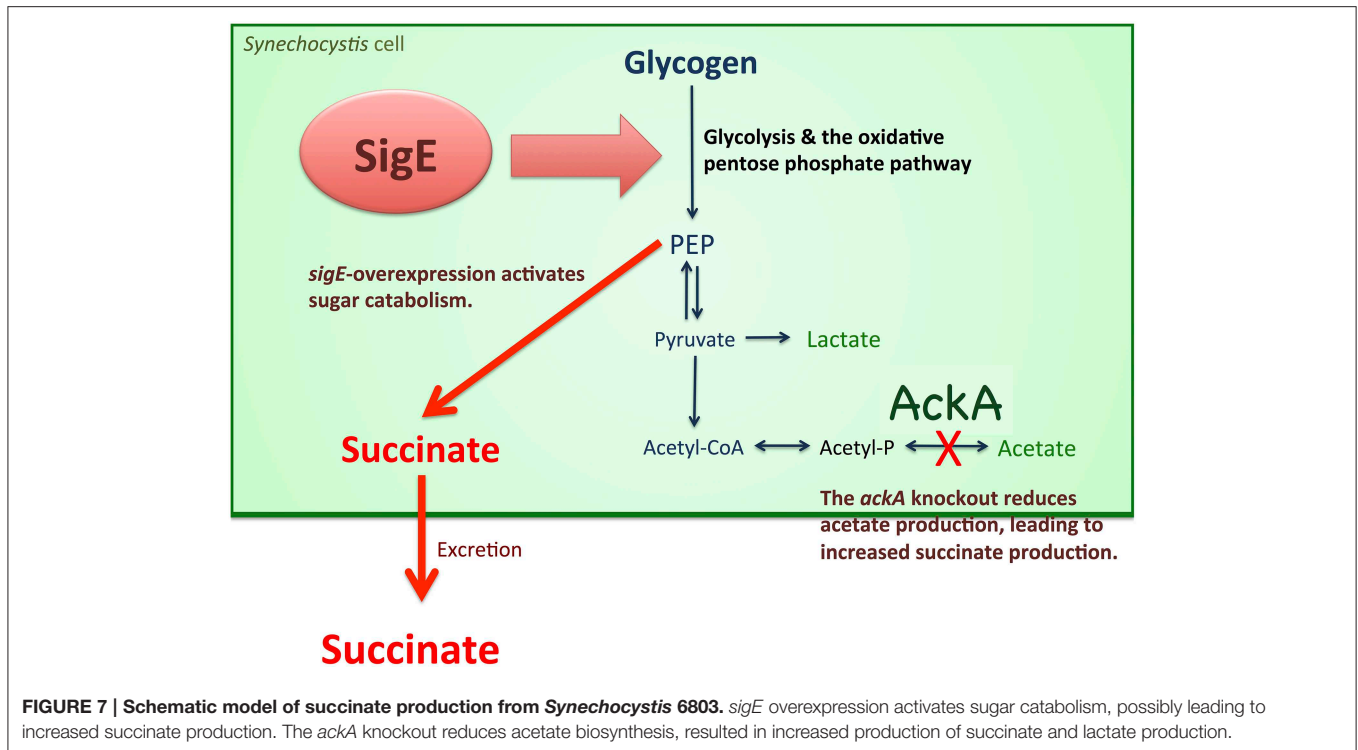 Synechocystis cell
Glycogen
SigE
Glycolysis & the oxidative
pentose phosphate pathway
PEP
sigE-overexpression activates
sugar catabolism.
Pyruvate
Lactate
AckA
Succinate
Acetyl-CoA
Acetyl-P
X
Acetate
The ackA knockout reduces
acetate production, leading to
increased succinate production.
Excretion
Succinate
FIGURE 7 | Schematic model of succinate production from Synechocystis 6803. sigE overexpression activates sugar catabolism, possibly leading to
increased succinate production. The ackA knockout reduces acetate biosynthesis, resulted in increased production of succinate and lactate production.